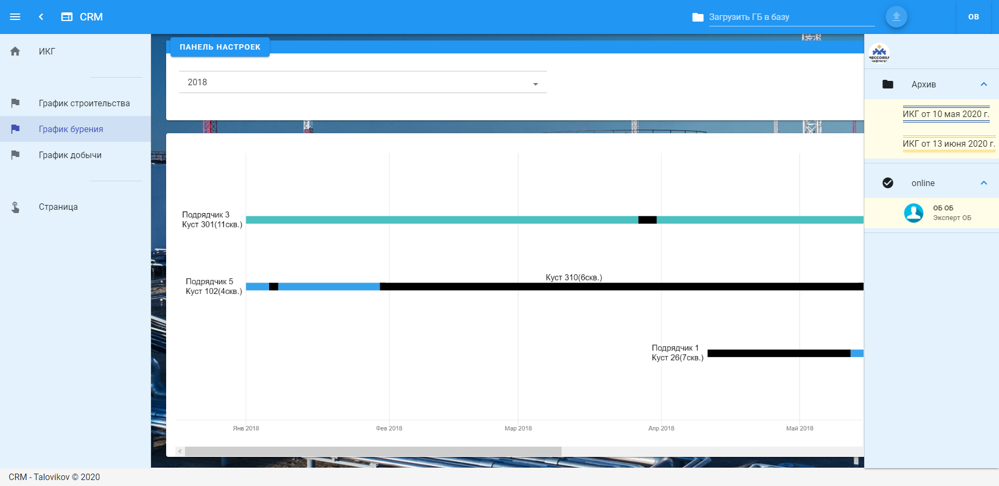 CRM
Загрузить ГБ в базу
ОВ
ИКГ
График строительства
График бурения
График добычи
Страница
ПАНЕЛЬ НАСТРОЕК
2018
Подрядчик 3
Куст 301(11скв.)
Подрядчик 5
Куст 102(4скв.)
Куст 310(6скв.)
Подрядчик 1
Куст 26(7скв.)
Янв 2018
Фев 2018
Мар 2018
Апр 2018
Май 2018
МЕССОЯХА
нефтегаз
Архив
ИКГ от 10 мая 2020 г.
ИКГ от 13 июня 2020 г.
online
ОБ ОБ
Эксперт ОБ
CRM - Talovikov © 2020